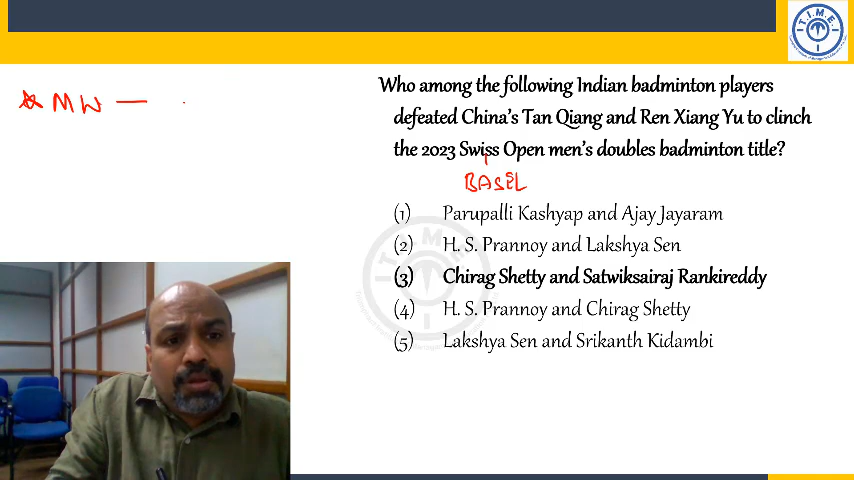 T.I.M.E.
MW —
Who among the following Indian badminton players
defeated China's Tan Qiang and Ren Xiang Yu to clinch
the 2023 Swiss Open men's doubles badminton title?
BASEL
(1) Parupalli Kashyap and Ajay Jayaram
(2) H. S. Prannoy and Lakshya Sen
(3) Chirag Shetty and Satwiksairaj Rankireddy
(4) H. S. Prannoy and Chirag Shetty
(5) Lakshya Sen and Srikanth Kidambi